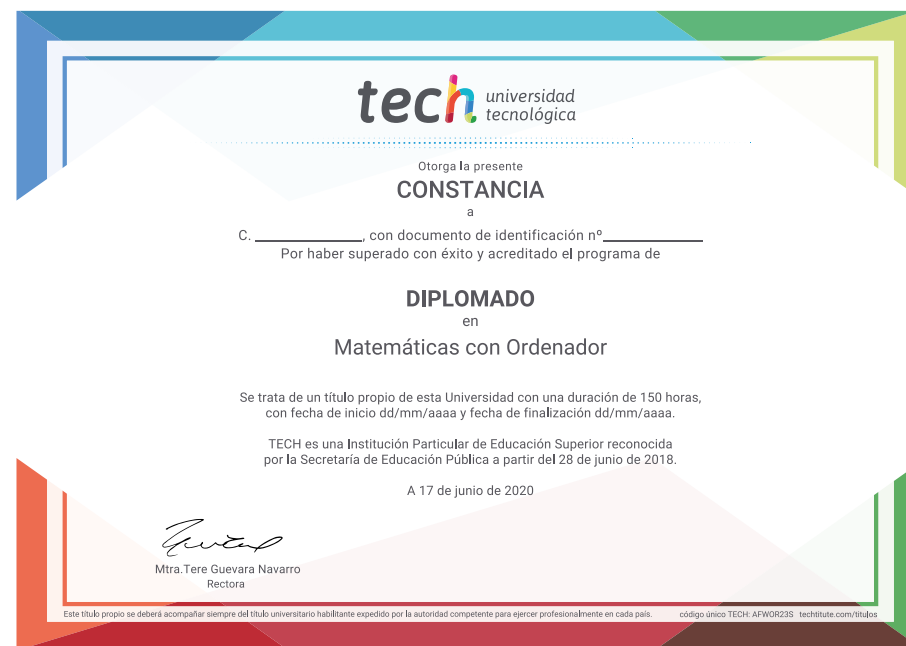 tech universidad
tecnológica
Otorga la presente
CONSTANCIA
a
C. ____________, con documento de identificación nº____________
Por haber superado con éxito y acreditado el programa de
DIPLOMADO
en
Matemáticas con Ordenador
Se trata de un título propio de esta Universidad con una duración de 150 horas,
con fecha de inicio dd/mm/aaaa y fecha de finalización dd/mm/aaaa.
TECH es una Institución Particular de Educación Superior reconocida
por la Secretaría de Educación Pública a partir del 28 de junio de 2018.
A 17 de junio de 2020
Mtra.Tere Guevara Navarro
Rectora
Este título propio se deberá acompañar siempre del título universitario habilitante expedido por la autoridad competente para ejercer profesionalmente en cada país. código único TECH: AFWOR23S techtitute.com/titulos